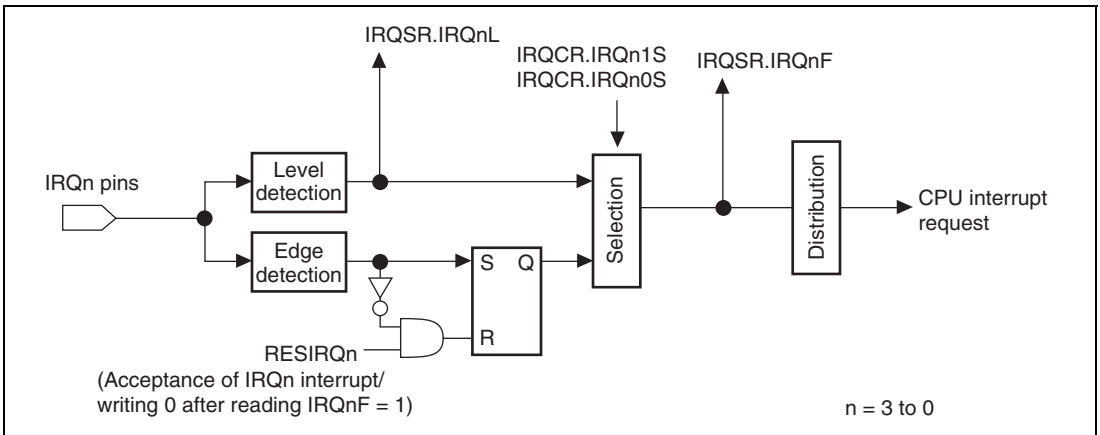 IRQSR.IRQnL
IRQCR.IRQn1S
IRQCR.IRQn0S
IRQSR.IRQnF
IRQn pins
Level
detection
Edge
detection
S Q
R
Selection
Distribution
CPU interrupt
request
RESIRQn
(Acceptance of IRQn interrupt/
writing 0 after reading IRQnF = 1)
n = 3 to 0